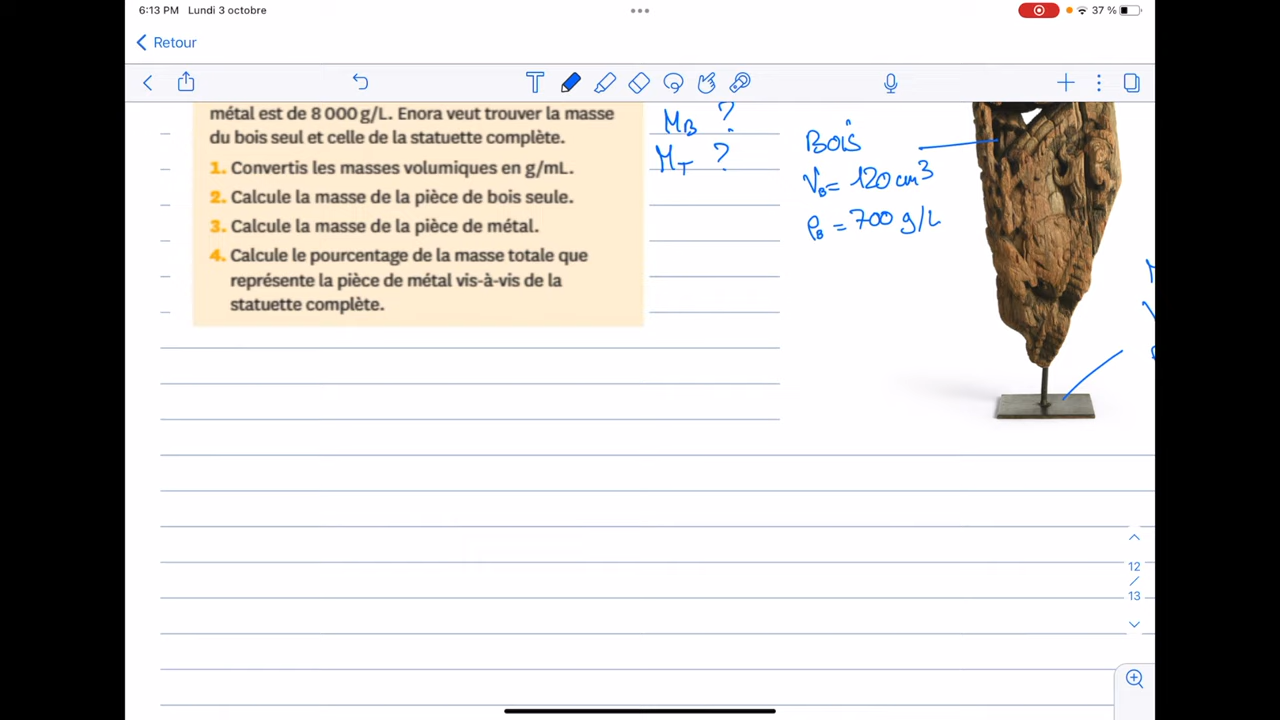 6:13 PM Lundi 3 octobre
37 %
Retour
métal est de 8 000 g/L. Enora veut trouver la masse
du bois seul et celle de la statuette complète.
1. Convertis les masses volumiques en g/mL.
2. Calcule la masse de la pièce de bois seule.
3. Calcule la masse de la pièce de métal.
4. Calcule le pourcentage de la masse totale que
représente la pièce de métal vis-à-vis de la
statuette complète.
M_B ?
M_T ?
BOIS
V_B = 120 cm³
ρ_B = 700 g/L
12
/
13